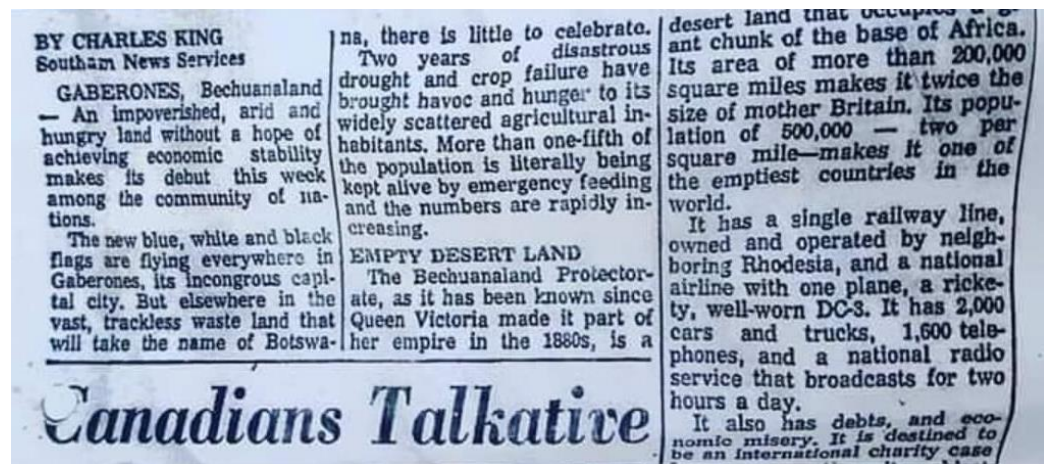 BY CHARLES KING
Southam News Services
GABERONES, Bechuanaland
— An impoverished, arid and
hungry land without a hope of
achieving economic stability
makes its debut this week
among the community of na-
tions.
The new blue, white and black
flags are flying everywhere in
Gaberones, its incongrous capi-
tal city. But elsewhere in the
vast, trackless waste land that
will take the name of Botswa-
na, there is little to celebrate.
Two years of disastrous
drought and crop failure have
brought havoc and hunger to its
widely scattered agricultural in-
habitants. More than one-fifth of
the population is literally being
kept alive by emergency feeding
and the numbers are rapidly in-
creasing.
EMPTY DESERT LAND
The Bechuanaland Protector-
ate, as it has been known since
Queen Victoria made it part of
her empire in the 1880s, is a
desert land that occupies a gi-
ant chunk of the base of Africa.
Its area of more than 200,000
square miles makes it twice the
size of mother Britain. Its popu-
lation of 500,000 — two per
square mile—makes it one of
the emptiest countries in the
world.
It has a single railway line,
owned and operated by neigh-
boring Rhodesia, and a national
airline with one plane, a ricke-
ty, well-worn DC-3. It has 2,000
cars and trucks, 1,600 tele-
phones, and a national radio
service that broadcasts for two
hours a day.
It also has debts, and eco-
nomic misery. It is destined to
be an international charity case
Canadians Talkative